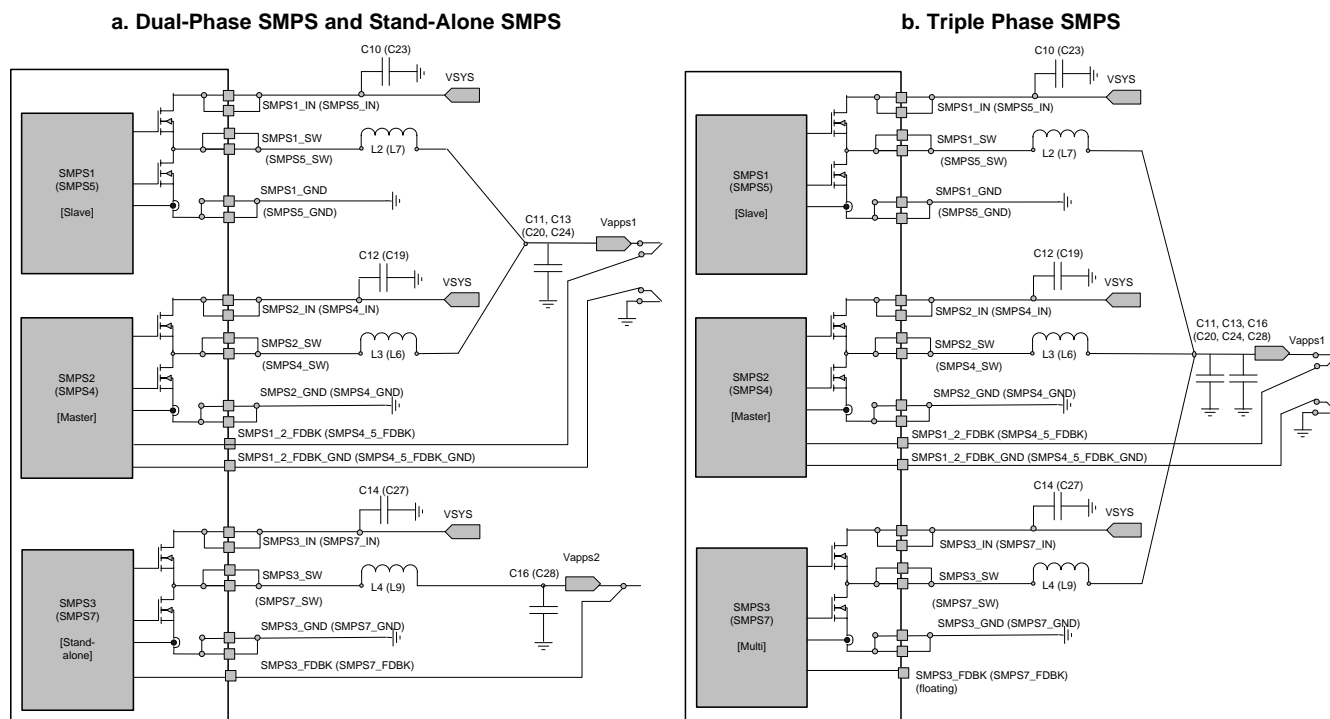 a. Dual-Phase SMPS and Stand-Alone SMPS
C10 (C23)
VSYS
SMPS1_IN (SMPS5_IN)
SMPS1_SW
(SMPS5_SW)
L2 (L7)
SMPS1
(SMPS5)
[Slave]
SMPS1_GND
(SMPS5_GND)
C11, C13
(C20, C24)
Vapps1
C12 (C19)
VSYS
SMPS2_IN (SMPS4_IN)
SMPS2_SW
(SMPS4_SW)
L3 (L6)
SMPS2
(SMPS4)
[Master]
SMPS2_GND (SMPS4_GND)
SMPS1_2_FDBK (SMPS4_5_FDBK)
SMPS1_2_FDBK_GND (SMPS4_5_FDBK_GND)
C14 (C27)
VSYS
SMPS3_IN (SMPS7_IN)
SMPS3_SW
(SMPS7_SW)
L4 (L9)
C16 (C28)
Vapps2
SMPS3
(SMPS7)
[Stand-
alone]
SMPS3_GND (SMPS7_GND)
SMPS3_FDBK (SMPS7_FDBK)
b. Triple Phase SMPS
C10 (C23)
VSYS
SMPS1_IN (SMPS5_IN)
SMPS1_SW
(SMPS5_SW)
L2 (L7)
SMPS1
(SMPS5)
[Slave]
SMPS1_GND
(SMPS5_GND)
C12 (C19)
VSYS
SMPS2_IN (SMPS4_IN)
SMPS2_SW
(SMPS4_SW)
L3 (L6)
C11, C13, C16
(C20, C24, C28)
Vapps1
SMPS2
(SMPS4)
[Master]
SMPS2_GND (SMPS4_GND)
SMPS1_2_FDBK (SMPS4_5_FDBK)
SMPS1_2_FDBK_GND (SMPS4_5_FDBK_GND)
C14 (C27)
VSYS
SMPS3_IN (SMPS7_IN)
SMPS3_SW
(SMPS7_SW)
L4 (L9)
SMPS3
(SMPS7)
[Multi]
SMPS3_GND (SMPS7_GND)
SMPS3_FDBK (SMPS7_FDBK)
(floating)